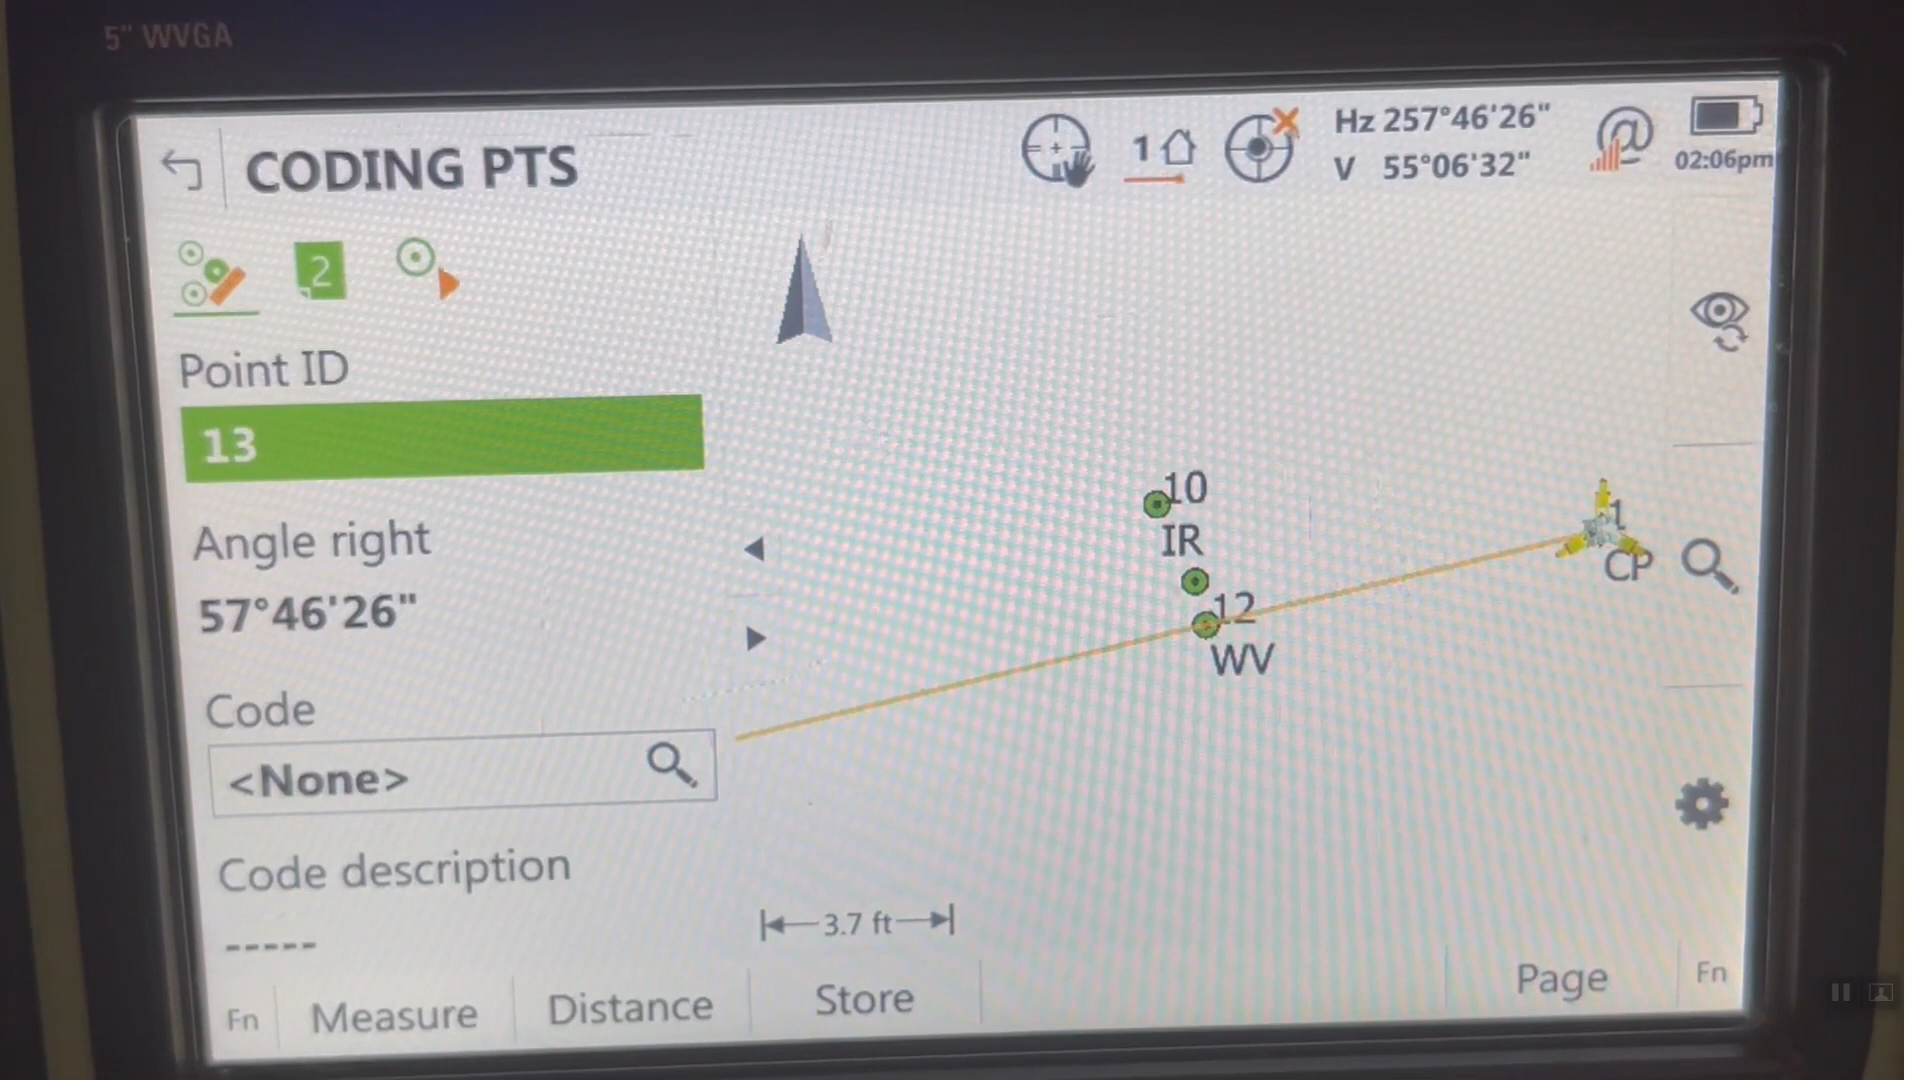 5" WVGA
CODING PTS
1
Hz 257°46'26"
V 55°06'32"
@
02:06pm
2
Point ID
13
Angle right
57°46'26"
Code
<None>
Code description
-----
10
IR
12
WV
1
CP
3.7 ft
Fn
Measure
Distance
Store
Page
Fn